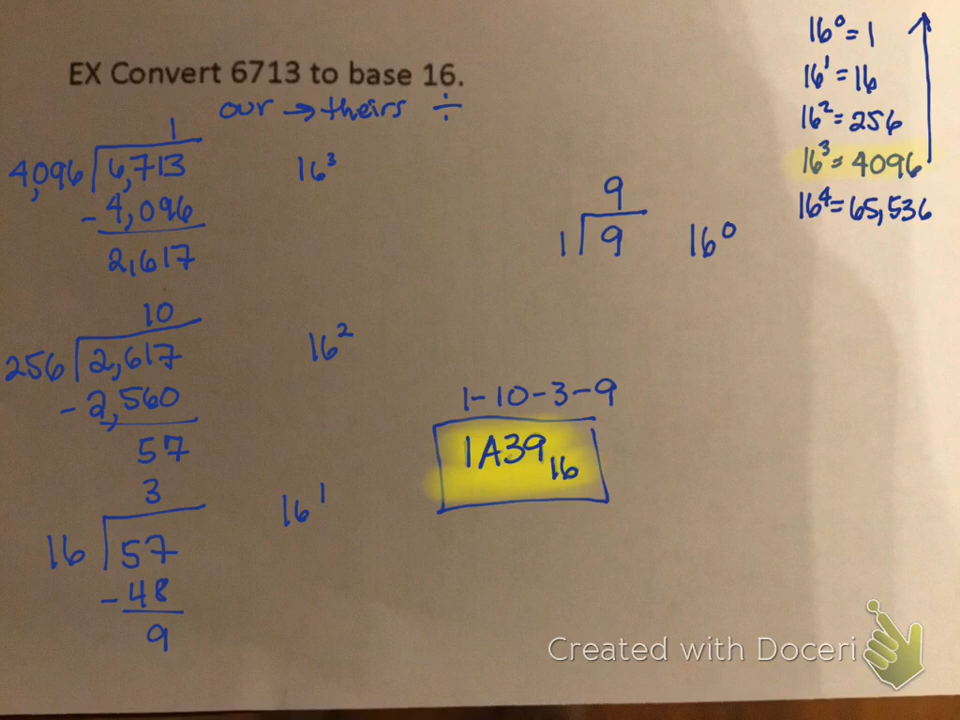 EX Convert 6713 to base 16.
our → theirs ÷
1
4,096 6,713 16³
- 4,096
2,617
10
256 2,617 16²
- 2,560
57
3
16 57 16¹
- 48
9
9
1 9 16⁰
1-10-3-9
1A39₁₆
16⁰ = 1
16¹ = 16
16² = 256
16³ = 4096
16⁴ = 65,536
Created with Doceri